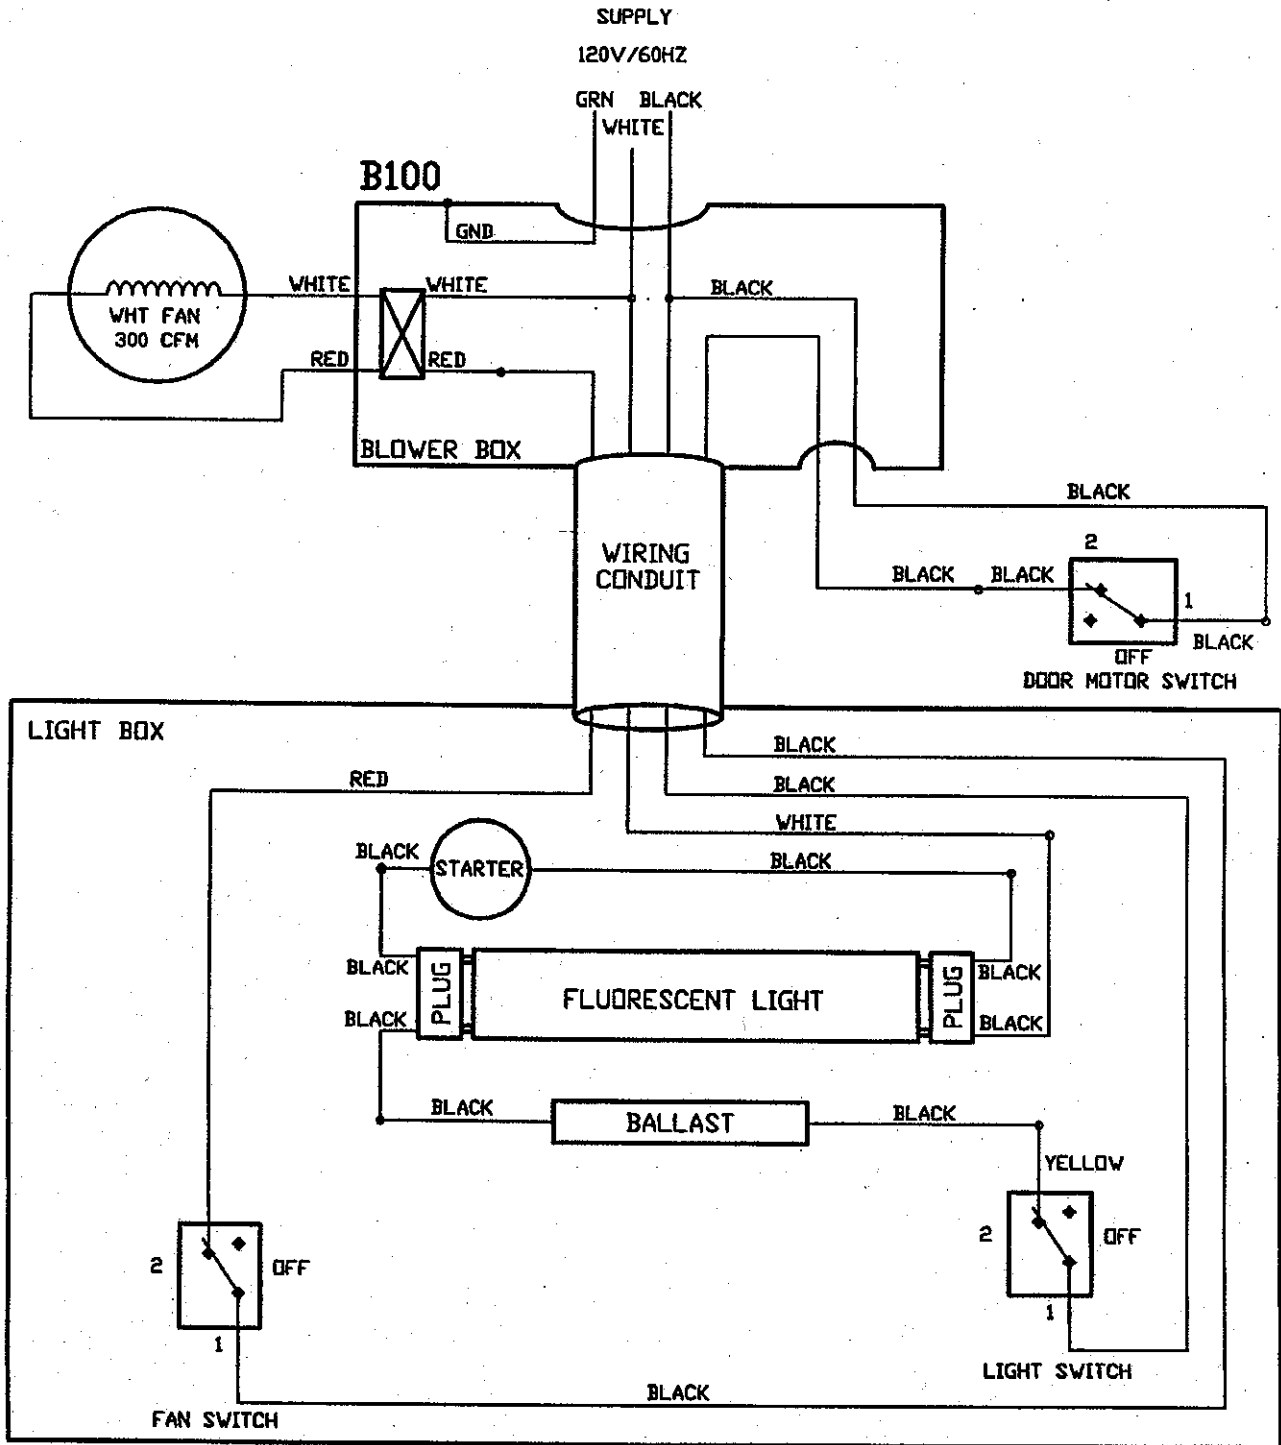 SUPPLY
120V/60HZ
GRN BLACK
WHITE
B100
GND
WHITE WHITE
BLACK
WHT FAN
300 CFM
RED RED
BLOWER BOX
BLACK
WIRING
CONDUIT
2
BLACK BLACK
1
BLACK
OFF
DOOR MOTOR SWITCH
LIGHT BOX
BLACK
RED
BLACK
WHITE
BLACK
STARTER
BLACK
BLACK
PLUG
FLUORESCENT LIGHT
PLUG
BLACK
BLACK
BLACK
BLACK
BALLAST
BLACK
YELLOW
2
OFF
2
OFF
1
1
LIGHT SWITCH
BLACK
FAN SWITCH